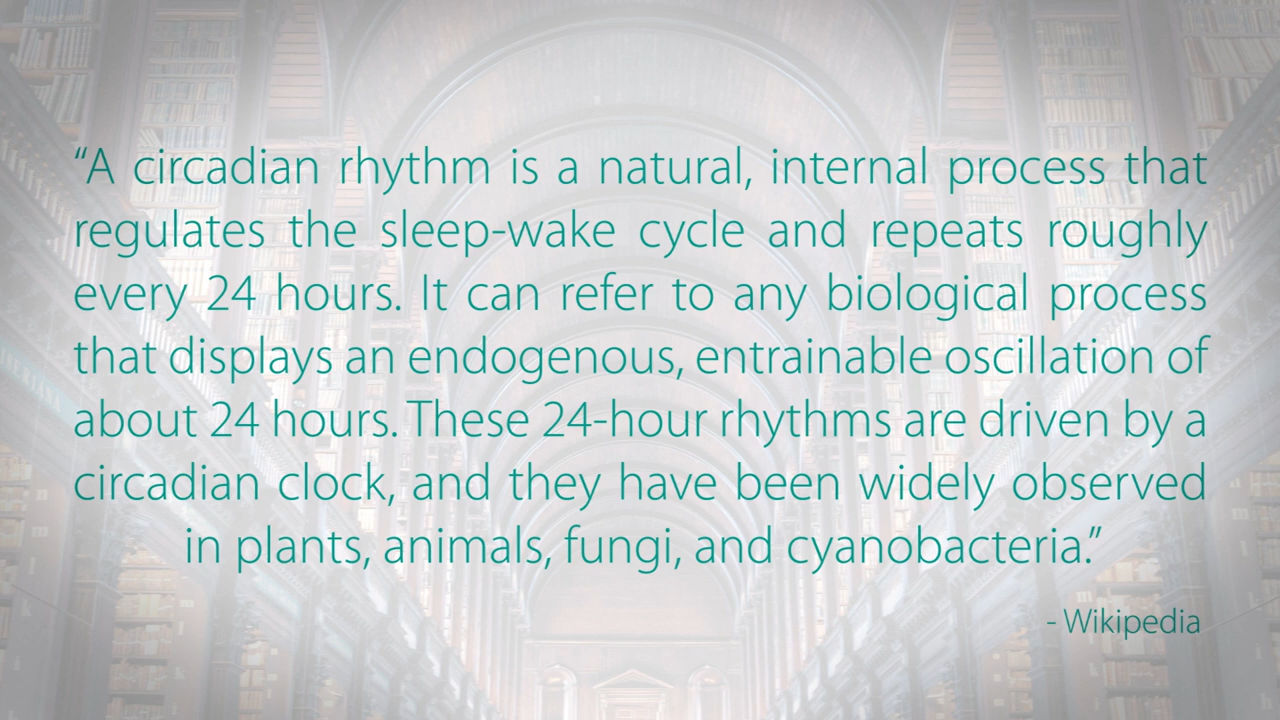 “A circadian rhythm is a natural, internal process that
regulates the sleep-wake cycle and repeats roughly
every 24 hours. It can refer to any biological process
that displays an endogenous, entrainable oscillation of
about 24 hours. These 24-hour rhythms are driven by a
circadian clock, and they have been widely observed
in plants, animals, fungi, and cyanobacteria.”
- Wikipedia